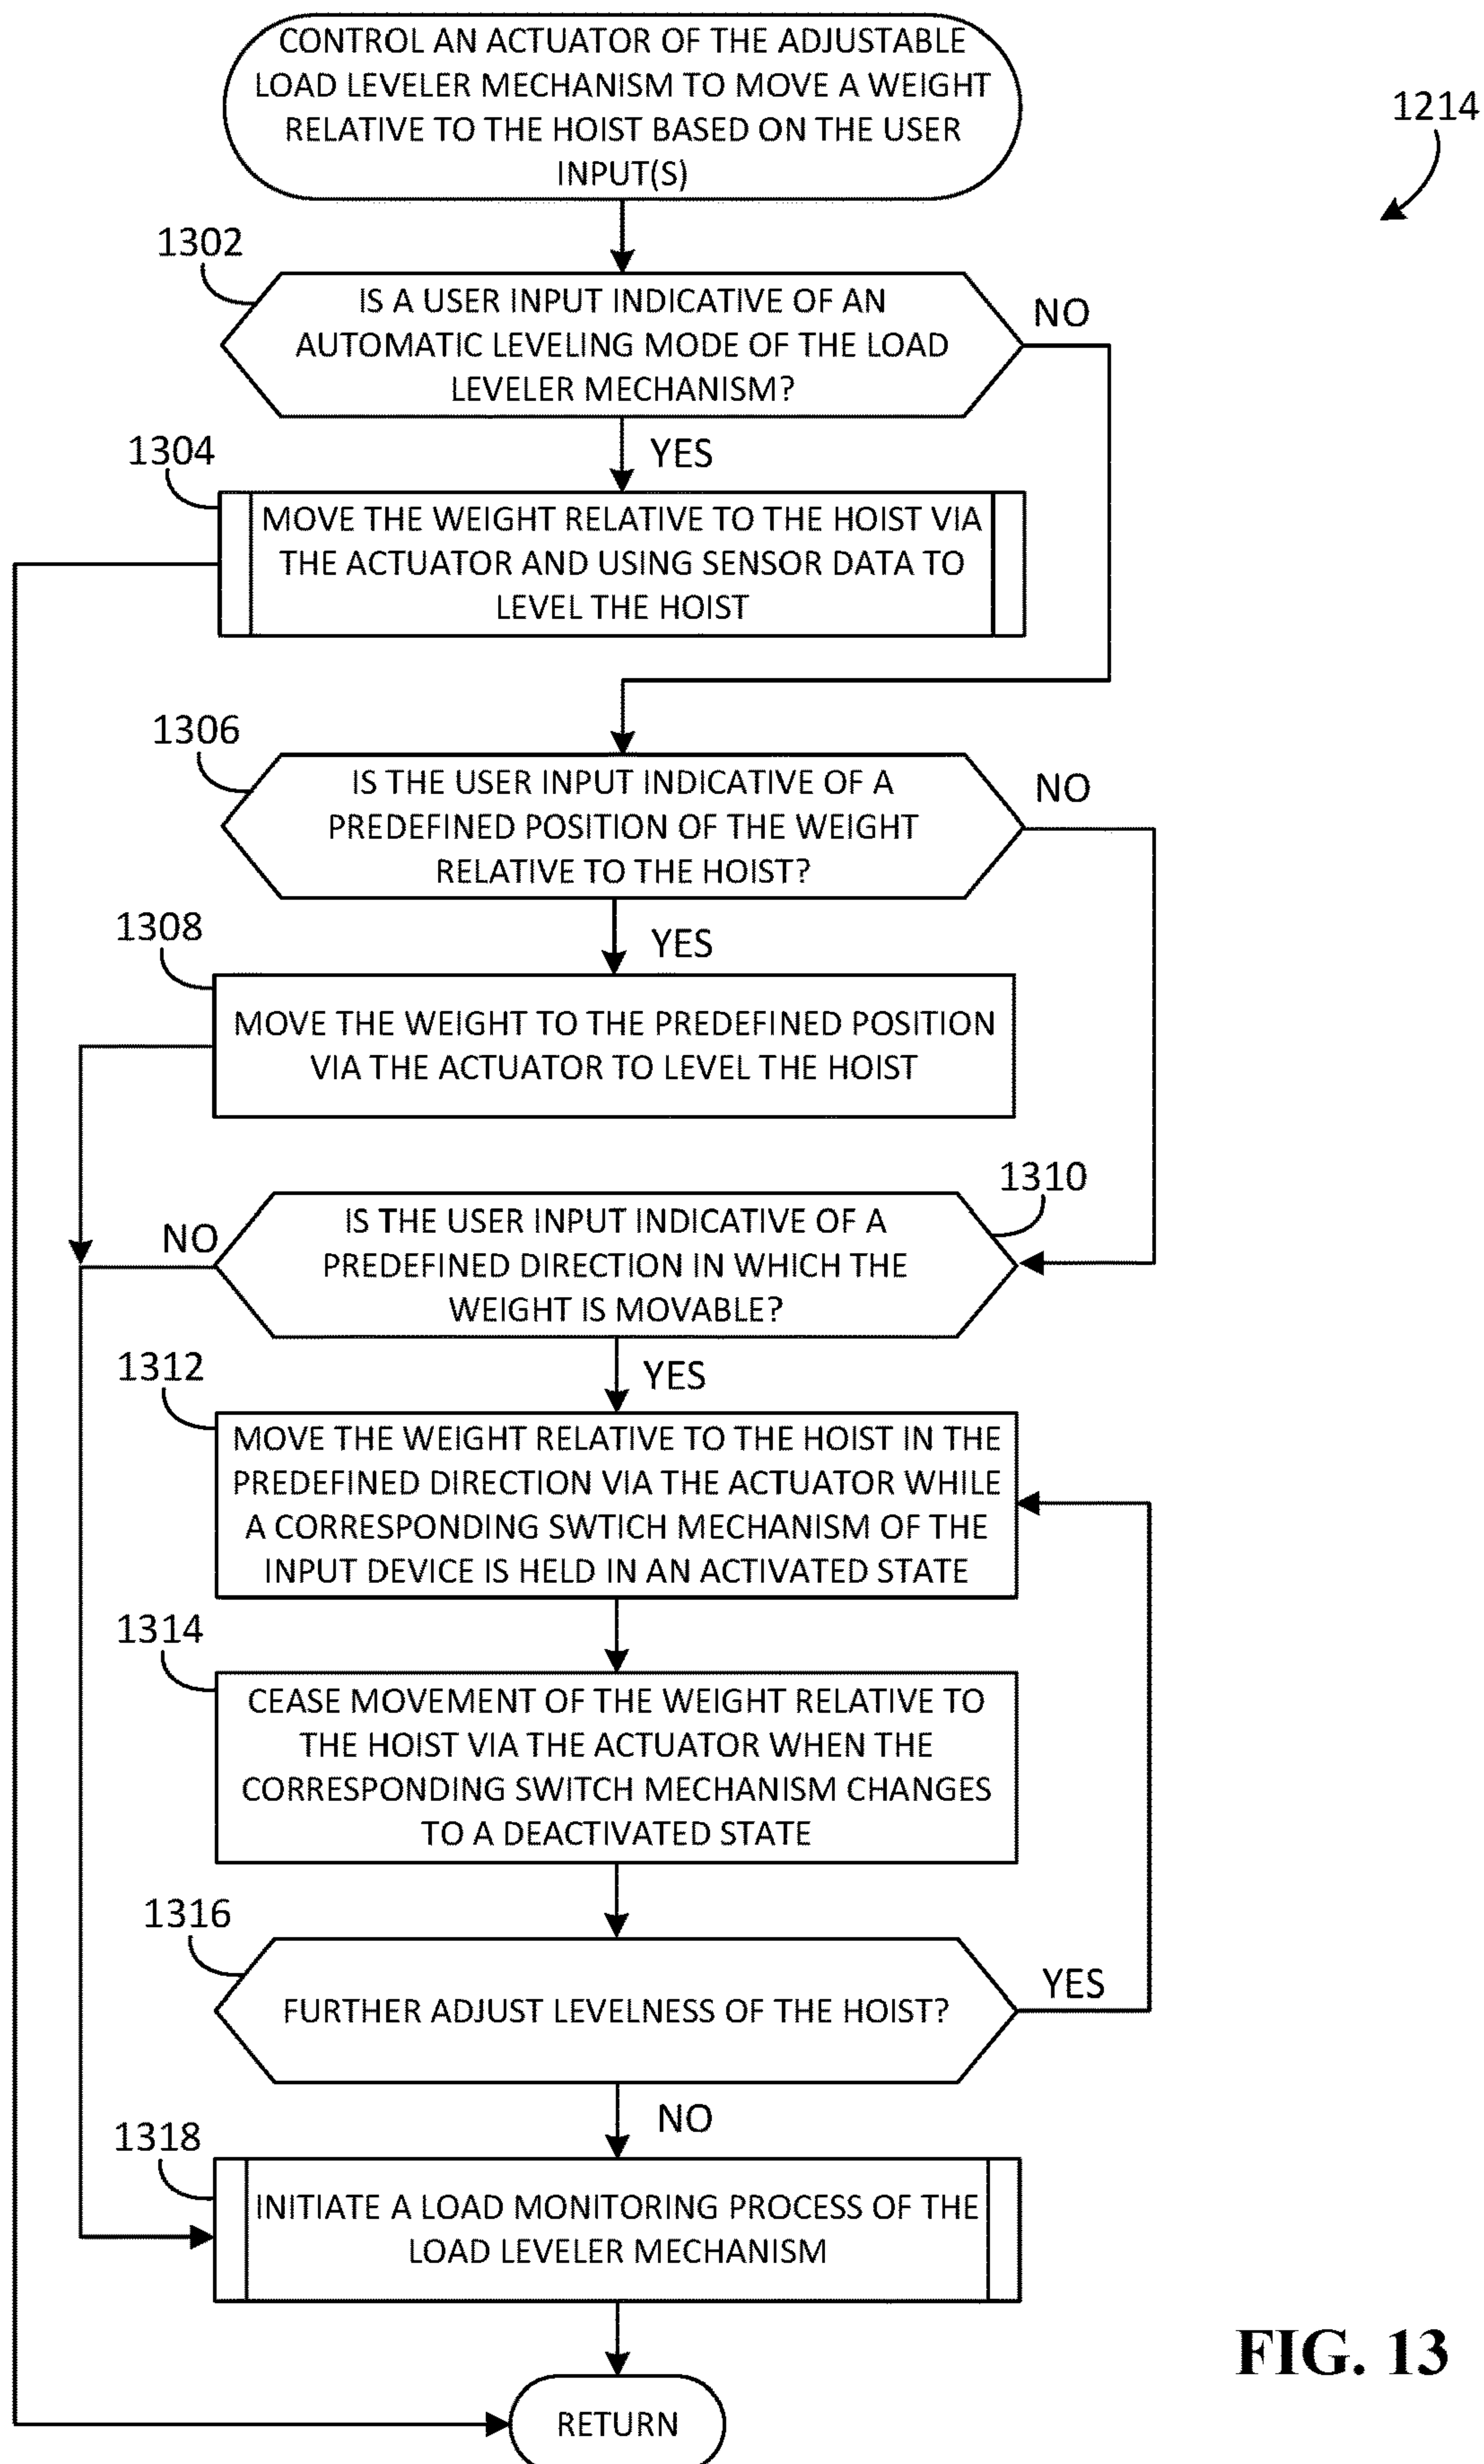 CONTROL AN ACTUATOR OF THE ADJUSTABLE
LOAD LEVELER MECHANISM TO MOVE A WEIGHT
RELATIVE TO THE HOIST BASED ON THE USER
INPUT(S)
1214
1302
IS A USER INPUT INDICATIVE OF AN
AUTOMATIC LEVELING MODE OF THE LOAD
LEVELER MECHANISM?
NO
YES
1304
MOVE THE WEIGHT RELATIVE TO THE HOIST VIA
THE ACTUATOR AND USING SENSOR DATA TO
LEVEL THE HOIST
1306
IS THE USER INPUT INDICATIVE OF A
PREDEFINED POSITION OF THE WEIGHT
RELATIVE TO THE HOIST?
NO
YES
1308
MOVE THE WEIGHT TO THE PREDEFINED POSITION
VIA THE ACTUATOR TO LEVEL THE HOIST
1310
NO
IS THE USER INPUT INDICATIVE OF A
PREDEFINED DIRECTION IN WHICH THE
WEIGHT IS MOVABLE?
YES
1312
MOVE THE WEIGHT RELATIVE TO THE HOIST IN THE
PREDEFINED DIRECTION VIA THE ACTUATOR WHILE
A CORRESPONDING SWTICH MECHANISM OF THE
INPUT DEVICE IS HELD IN AN ACTIVATED STATE
1314
CEASE MOVEMENT OF THE WEIGHT RELATIVE TO
THE HOIST VIA THE ACTUATOR WHEN THE
CORRESPONDING SWITCH MECHANISM CHANGES
TO A DEACTIVATED STATE
1316
FURTHER ADJUST LEVELNESS OF THE HOIST?
YES
NO
1318
INITIATE A LOAD MONITORING PROCESS OF THE
LOAD LEVELER MECHANISM
RETURN
FIG. 13